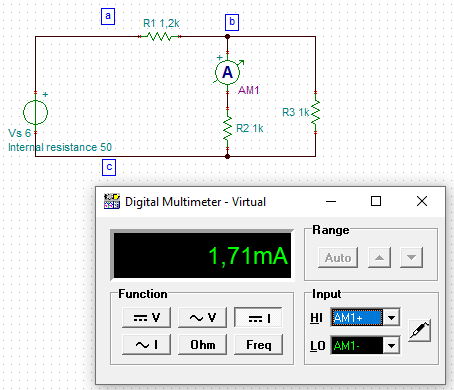 a
b
R1 1,2k
+
+
A
AM1
R2 1k
R3 1k
Vs 6
Internal resistance 50
c
Digital Multimeter - Virtual
1,71mA
Range
Auto
Function
V
V
I
I
Ohm
Freq
Input
HI AM1+
LO AM1-